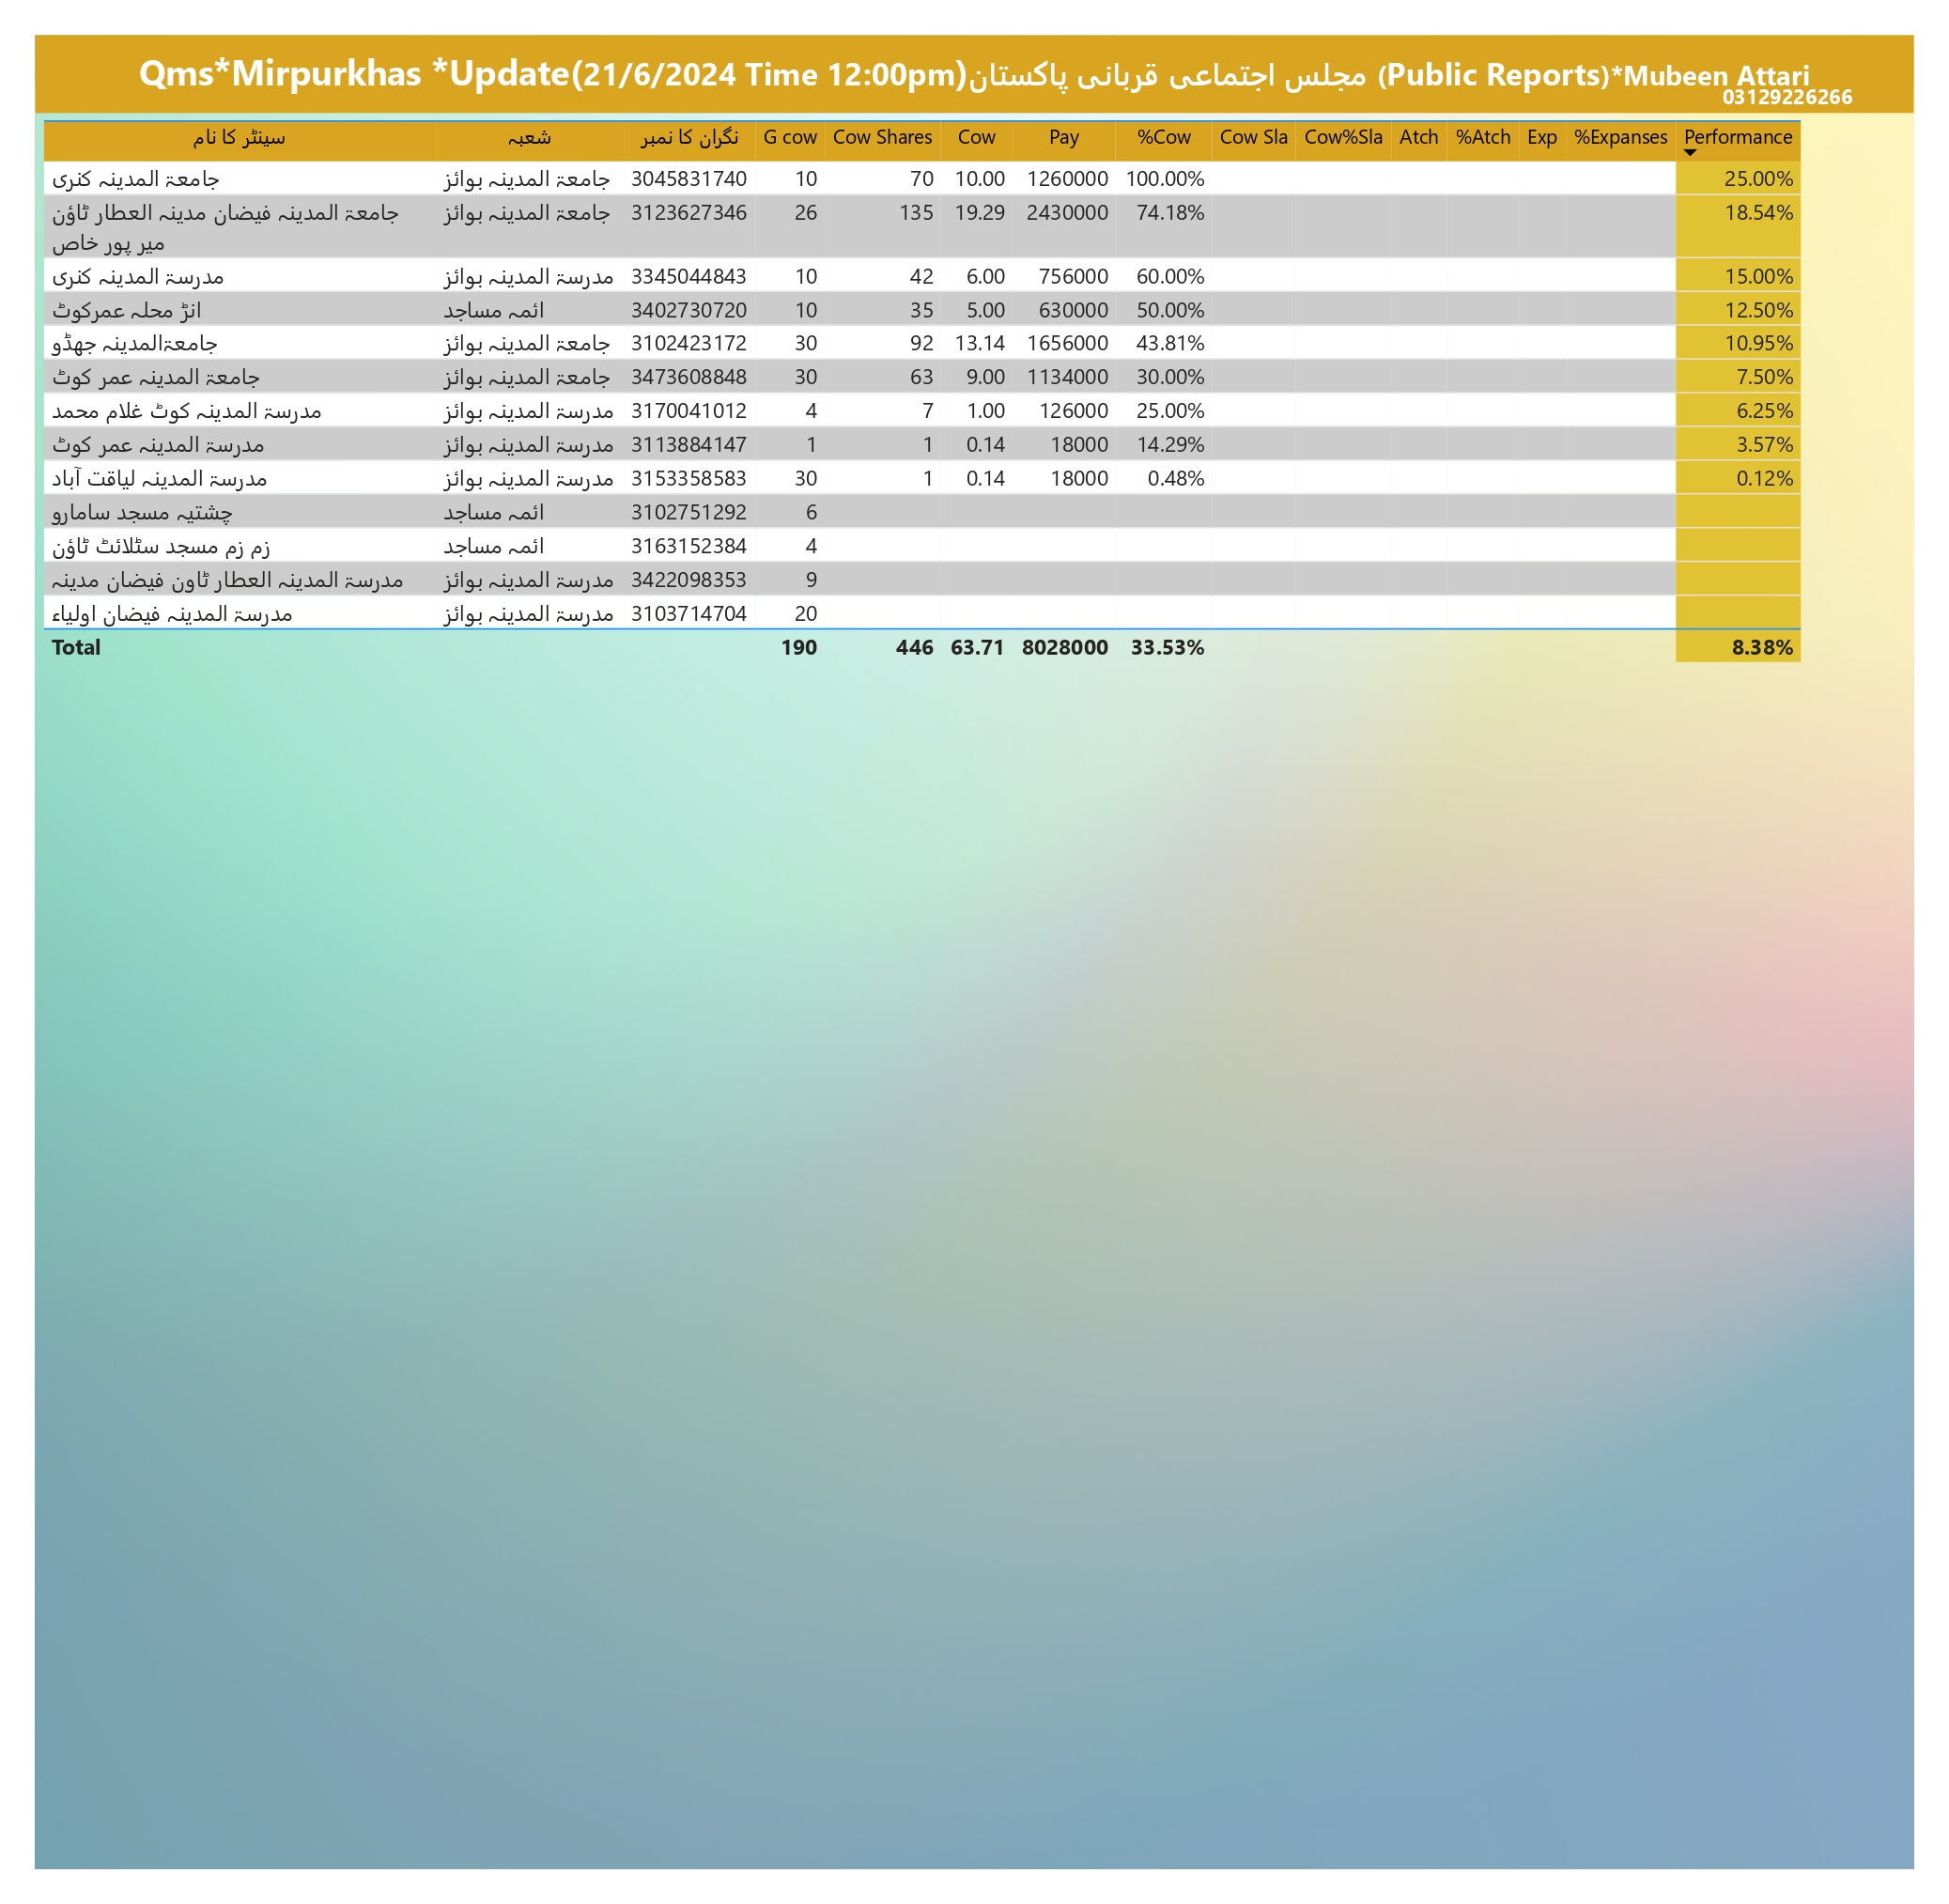 Qms*Mirpurkhas *Update(21/6/2024 Time 12:00pm)مجلس اجتماعی قربانی پاکستان (Public Reports)*Mubeen Attari
03129226266
سینٹر کا نام شعبہ نگران کا نمبر G cow Cow Shares Cow Pay %Cow Cow Sla Cow%Sla Atch %Atch Exp %Expanses Performance
جامعۃ المدینہ کنری جامعۃ المدینہ بوائز 3045831740 10 70 10.00 1260000 100.00% 25.00%
جامعۃ المدینہ فیضان مدینہ العطار ٹاؤن جامعۃ المدینہ بوائز 3123627346 26 135 19.29 2430000 74.18% 18.54%
میر پور خاص
مدرسۃ المدینہ کنری مدرسۃ المدینہ بوائز 3345044843 10 42 6.00 756000 60.00% 15.00%
انڑ محلہ عمرکوٹ ائمہ مساجد 3402730720 10 35 5.00 630000 50.00% 12.50%
جامعۃالمدینہ جھڈو جامعۃ المدینہ بوائز 3102423172 30 92 13.14 1656000 43.81% 10.95%
جامعۃ المدینہ عمر کوٹ جامعۃ المدینہ بوائز 3473608848 30 63 9.00 1134000 30.00% 7.50%
مدرسۃ المدینہ کوٹ غلام محمد مدرسۃ المدینہ بوائز 3170041012 4 7 1.00 126000 25.00% 6.25%
مدرسۃ المدینہ عمر کوٹ مدرسۃ المدینہ بوائز 3113884147 1 1 0.14 18000 14.29% 3.57%
مدرسۃ المدینہ لیاقت آباد مدرسۃ المدینہ بوائز 3153358583 30 1 0.14 18000 0.48% 0.12%
چشتیہ مسجد سامارو ائمہ مساجد 3102751292 6
زم زم مسجد سٹلائٹ ٹاؤن ائمہ مساجد 3163152384 4
مدرسۃ المدینہ العطار ٹاون فیضان مدینہ مدرسۃ المدینہ بوائز 3422098353 9
مدرسۃ المدینہ فیضان اولیاء مدرسۃ المدینہ بوائز 3103714704 20
Total 190 446 63.71 8028000 33.53% 8.38%